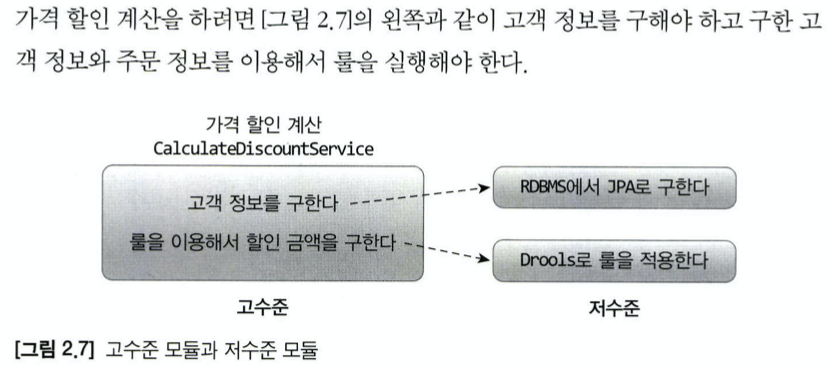 가격 할인 계산을 하려면 [그림 2.7]의 왼쪽과 같이 고객 정보를 구해야 하고 구한 고
객 정보와 주문 정보를 이용해서 룰을 실행해야 한다.
가격 할인 계산
CalculateDiscountService
고객 정보를 구한다
RDBMS에서 JPA로 구한다
룰을 이용해서 할인 금액을 구한다
Drools로 룰을 적용한다
고수준
저수준
[그림 2.7] 고수준 모듈과 저수준 모듈